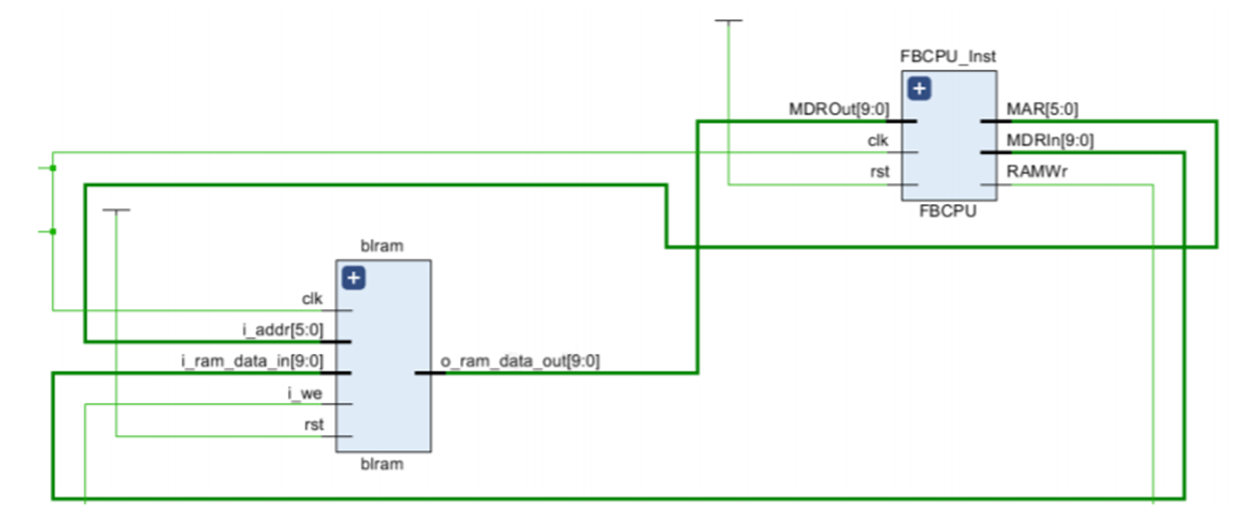 FBCPU_Inst
MDROut[9:0]
MAR[5:0]
clk
MDRIn[9:0]
rst
RAMWr
FBCPU
blram
clk
i_addr[5:0]
i_ram_data_in[9:0]
o_ram_data_out[9:0]
i_we
rst
blram